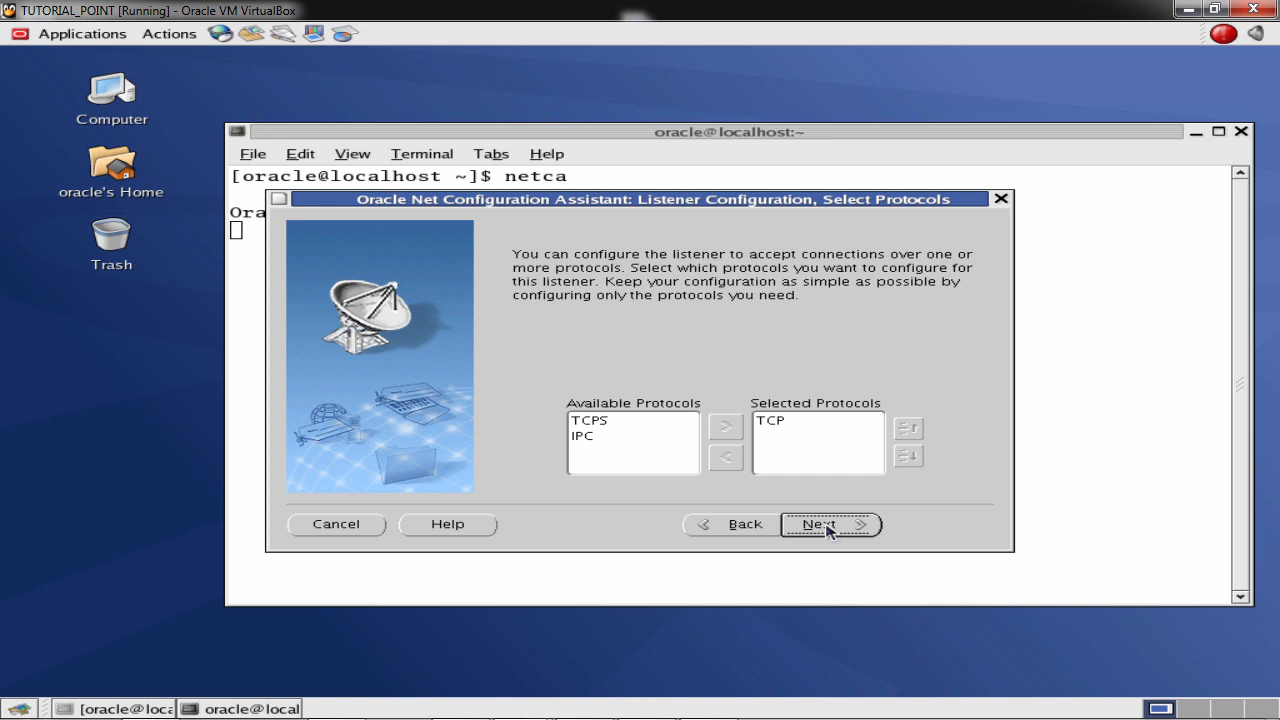 TUTORIAL_POINT [Running] - Oracle VM VirtualBox
Applications Actions
Computer
oracle's Home
Trash
oracle@localhost:~
File Edit View Terminal Tabs Help
[oracle@localhost ~]$ netca
Ora
Oracle Net Configuration Assistant: Listener Configuration, Select Protocols
You can configure the listener to accept connections over one or
more protocols. Select which protocols you want to configure for
this listener. Keep your configuration as simple as possible by
configuring only the protocols you need.
Available Protocols
TCPS
IPC
Selected Protocols
TCP
Cancel Help Back Next
[oracle@loca oracle@local